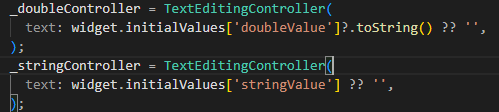 _doubleController = TextEditingController(
text: widget.initialValues['doubleValue']?.toString() ?? '',
);
_stringController = TextEditingController(
text: widget.initialValues['stringValue'] ?? '',
);